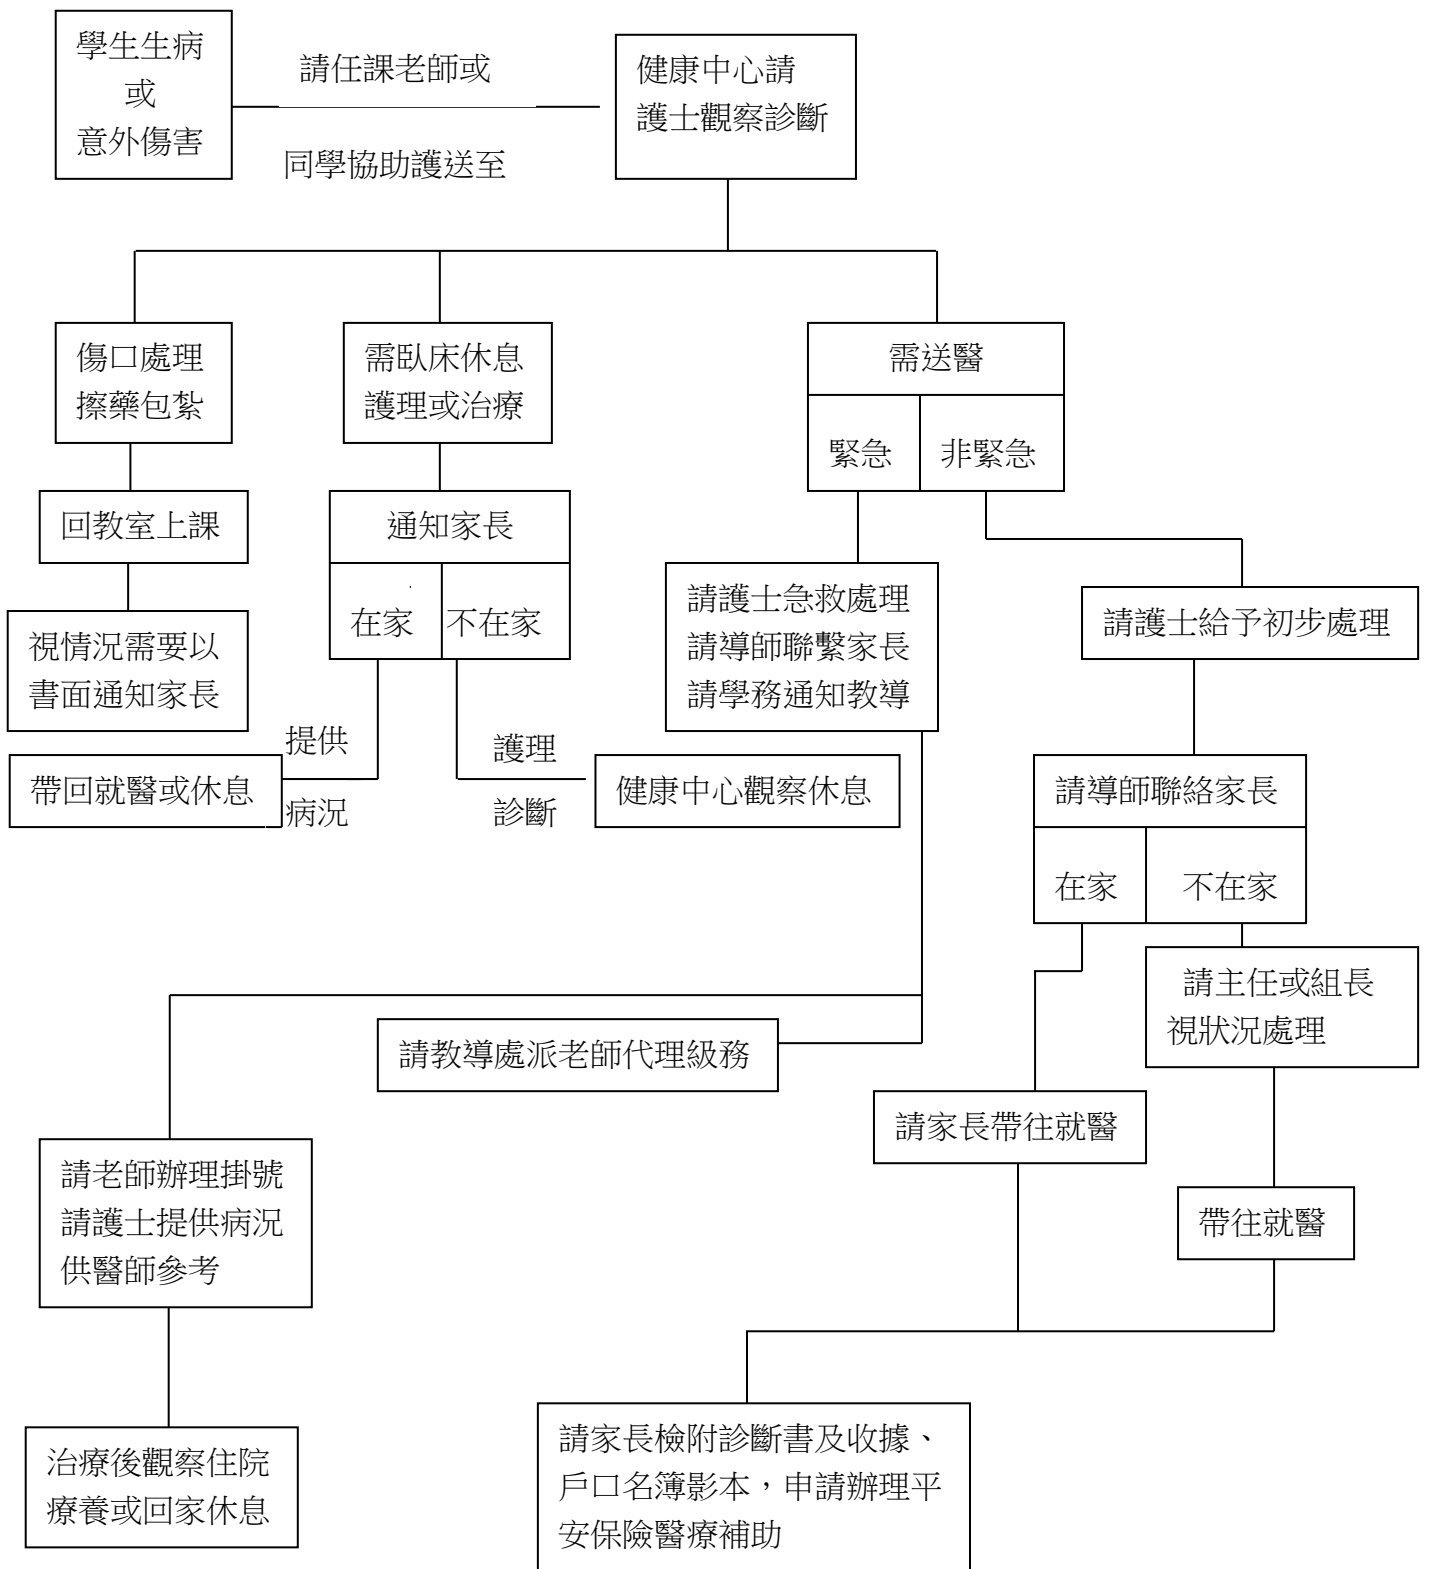 學生生病
或
意外傷害
請任課老師或
同學協助護送至
健康中心請
護士觀察診斷
傷口處理
擦藥包紮
需臥床休息
護理或治療
需送醫
緊急
非緊急
回教室上課
通知家長
在家
不在家
請護士急救處理
請導師聯繫家長
請學務通知教導
請護士給予初步處理
視情況需要以
書面通知家長
提供
病況
護理
診斷
帶回就醫或休息
健康中心觀察休息
請導師聯絡家長
在家
不在家
請主任或組長
視狀況處理
請教導處派老師代理級務
請家長帶往就醫
請老師辦理掛號
請護士提供病況
供醫師參考
帶往就醫
治療後觀察住院
療養或回家休息
請家長檢附診斷書及收據、
戶口名簿影本，申請辦理平
安保險醫療補助